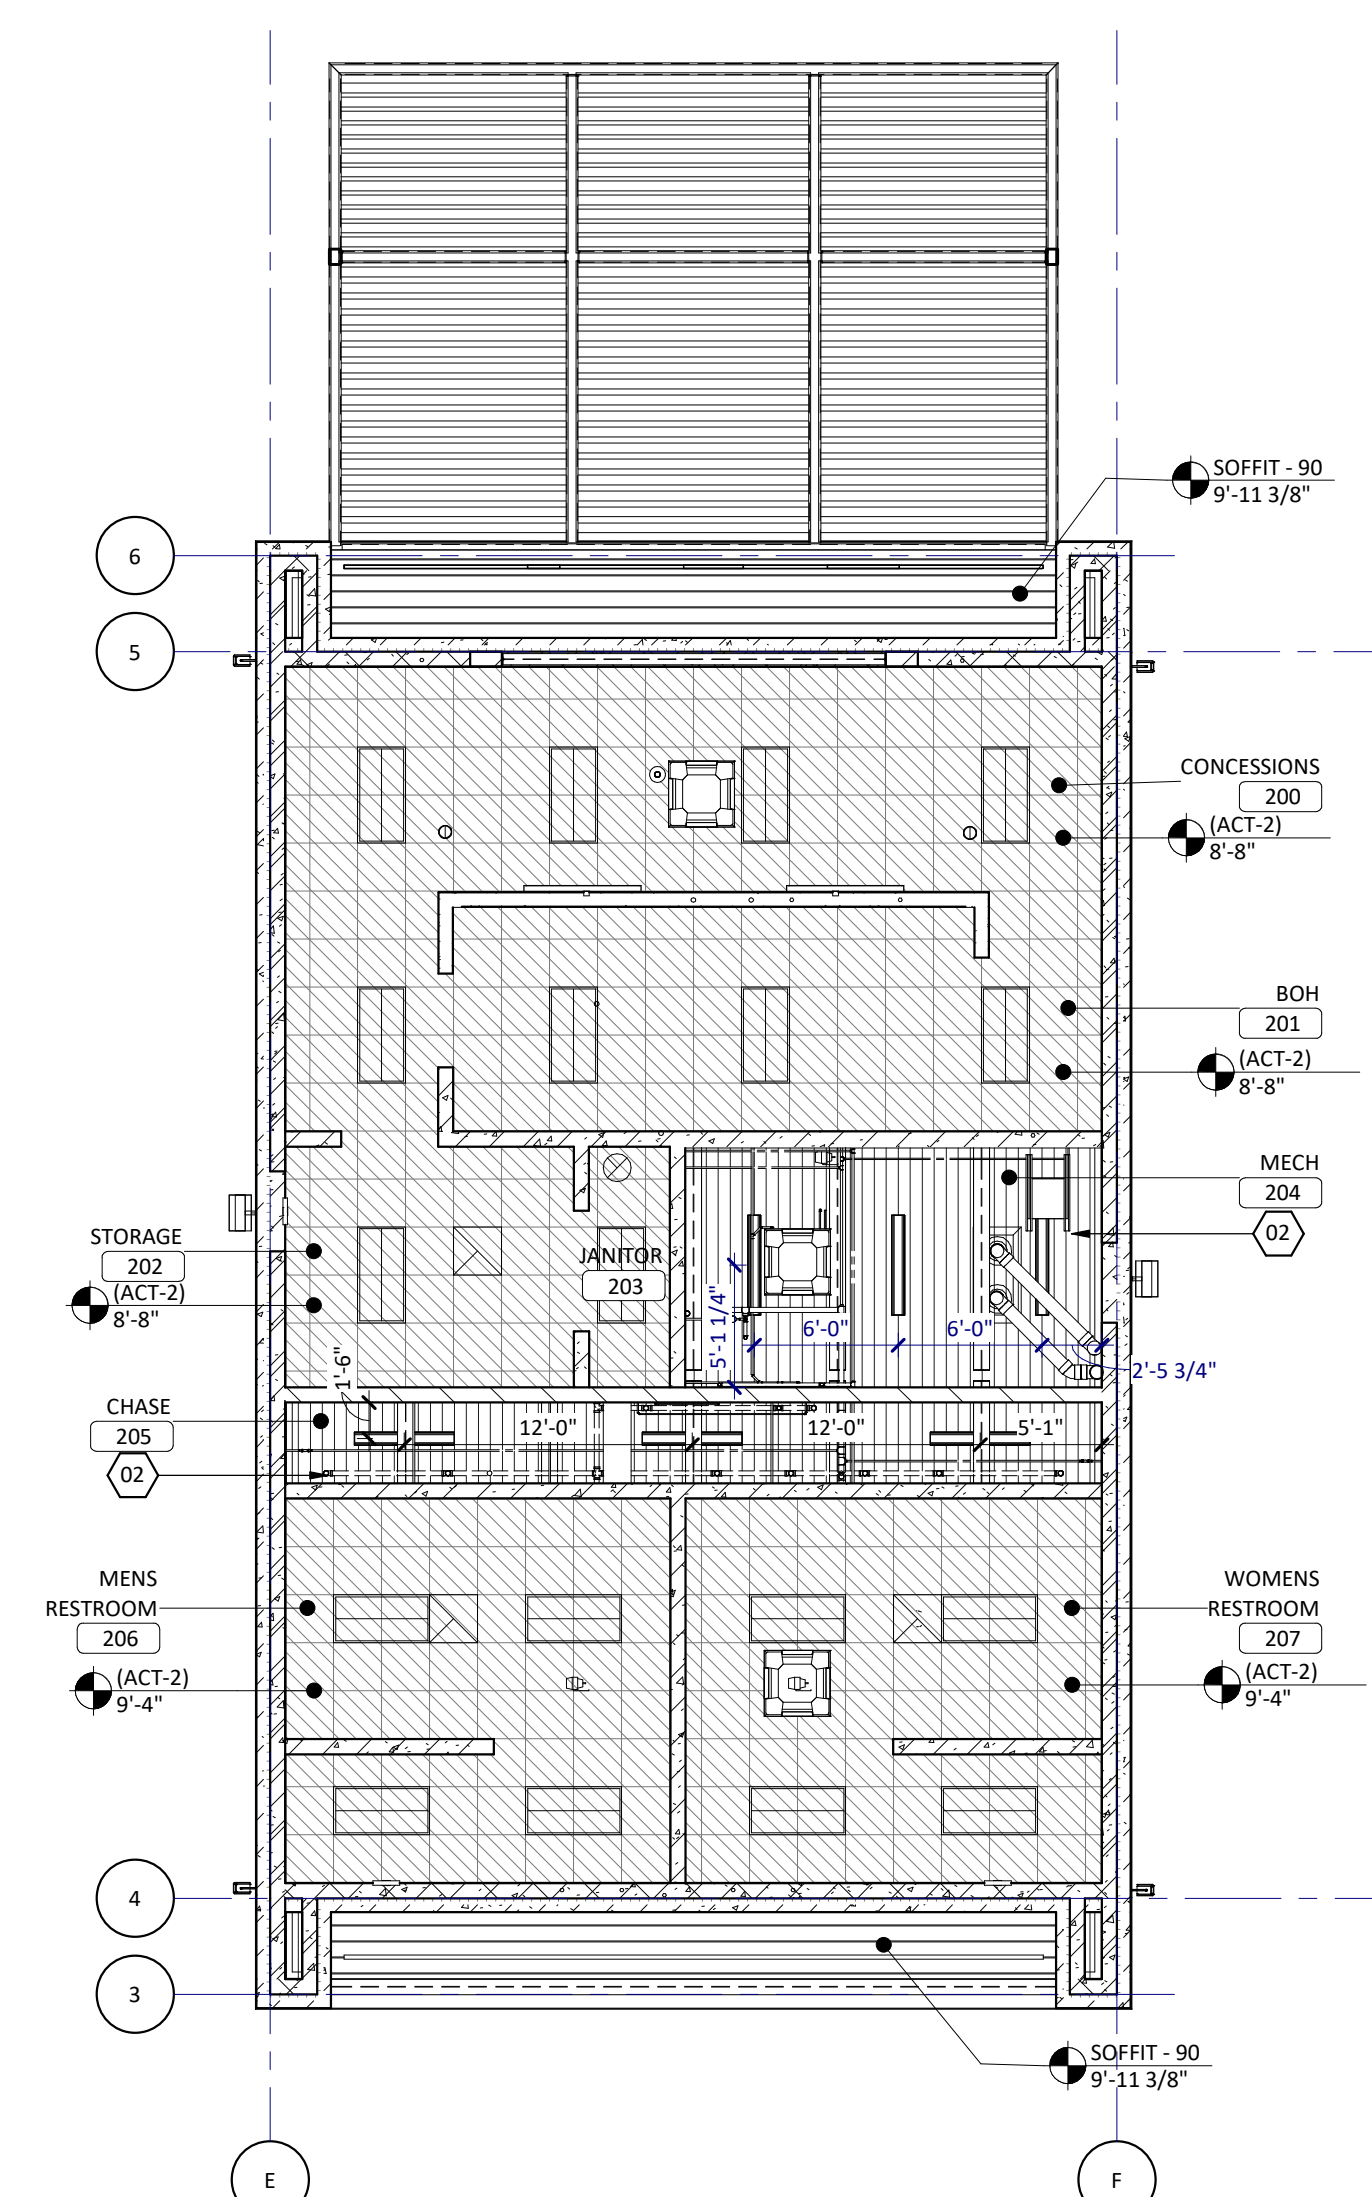 SOFFIT - 90
9'-11 3/8"
6
5
CONCESSIONS
200
(ACT-2)
8'-8"
BOH
201
(ACT-2)
8'-8"
MECH
204
02
STORAGE
202
(ACT-2)
8'-8"
JANITOR
203
5'-1 1/4"
6'-0"
6'-0"
2'-5 3/4"
1'-6"
CHASE
205
02
12'-0"
12'-0"
5'-1"
MENS
RESTROOM
206
(ACT-2)
9'-4"
WOMENS
RESTROOM
207
(ACT-2)
9'-4"
4
3
SOFFIT - 90
9'-11 3/8"
E
F